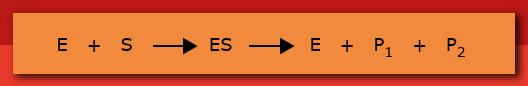 E + S → ES → E + P₁ + P₂